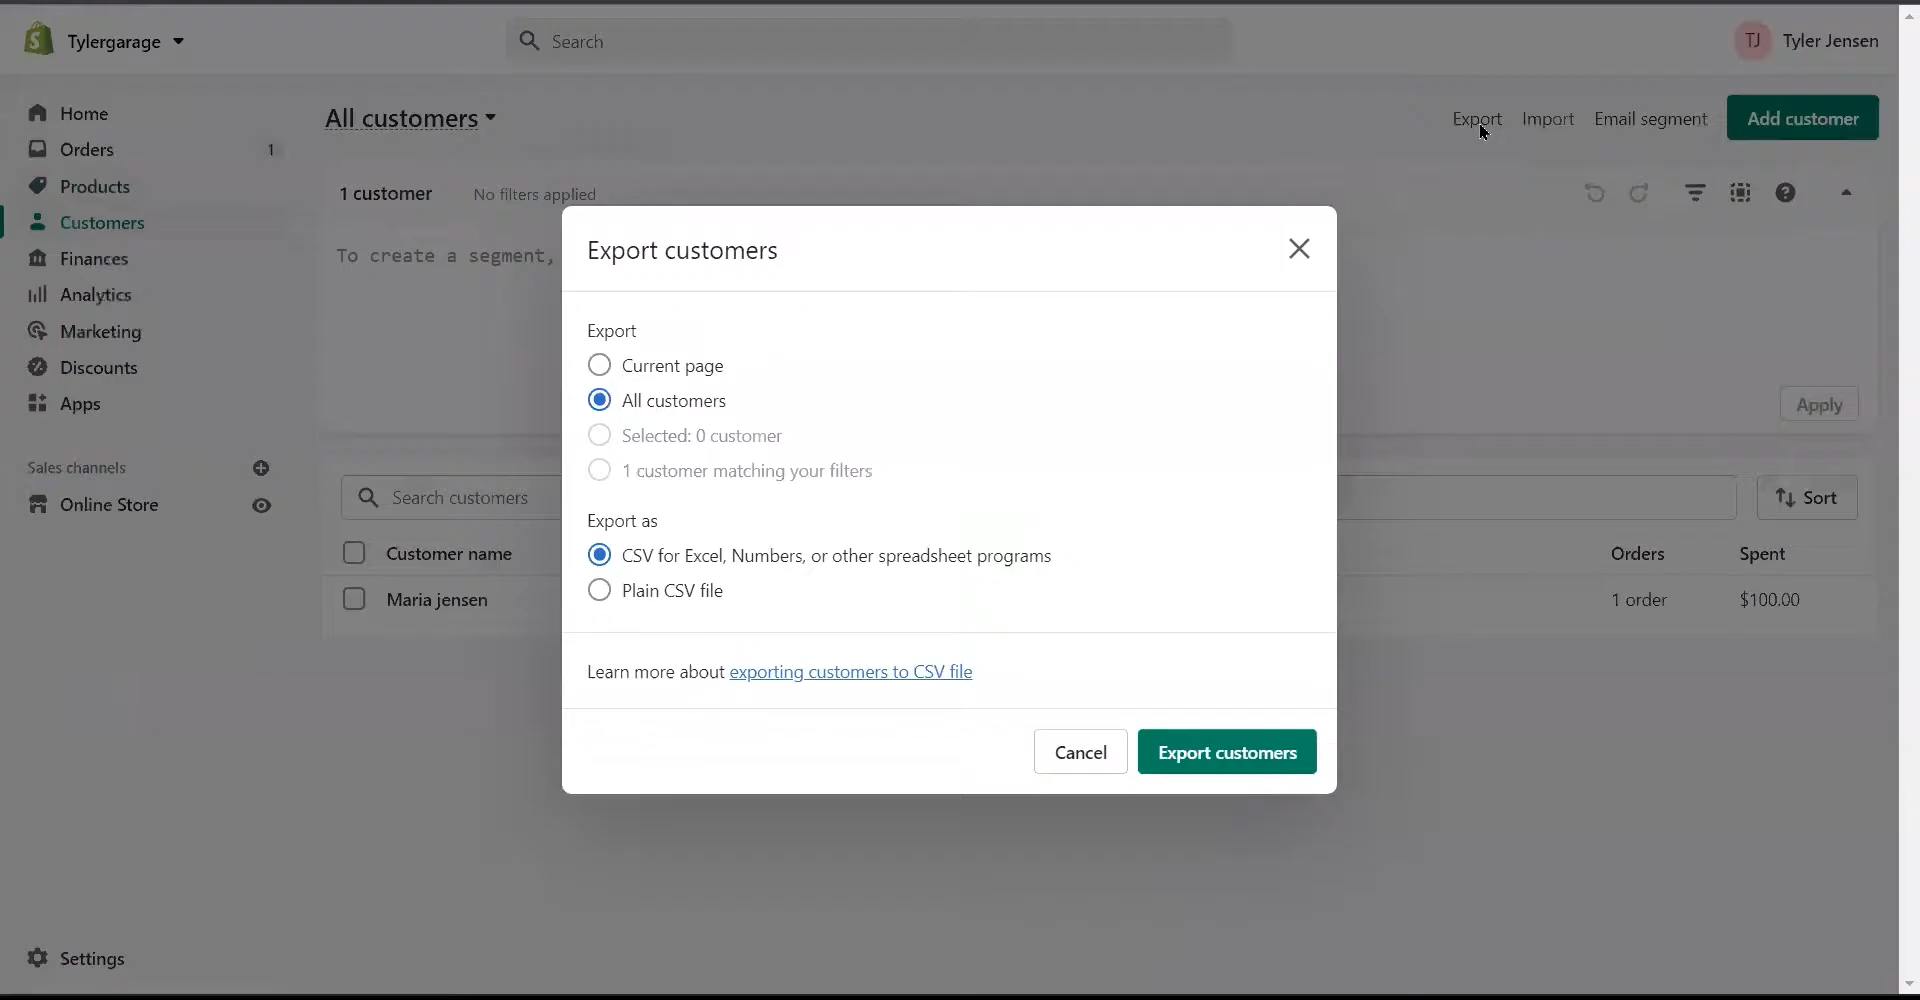 Tylergarage
Search
TJ
Tyler Jensen
Home
Orders 1
Products
Customers
Finances
Analytics
Marketing
Discounts
Apps
Sales channels
Online Store
Settings
All customers
Export
Import
Email segment
Add customer
1 customer
No filters applied
To create a segment,
Apply
Search customers
Sort
Customer name
Orders
Spent
Maria jensen
1 order
$100.00
Export customers
Export
Current page
All customers
Selected: 0 customer
1 customer matching your filters
Export as
CSV for Excel, Numbers, or other spreadsheet programs
Plain CSV file
Learn more about exporting customers to CSV file
Cancel
Export customers